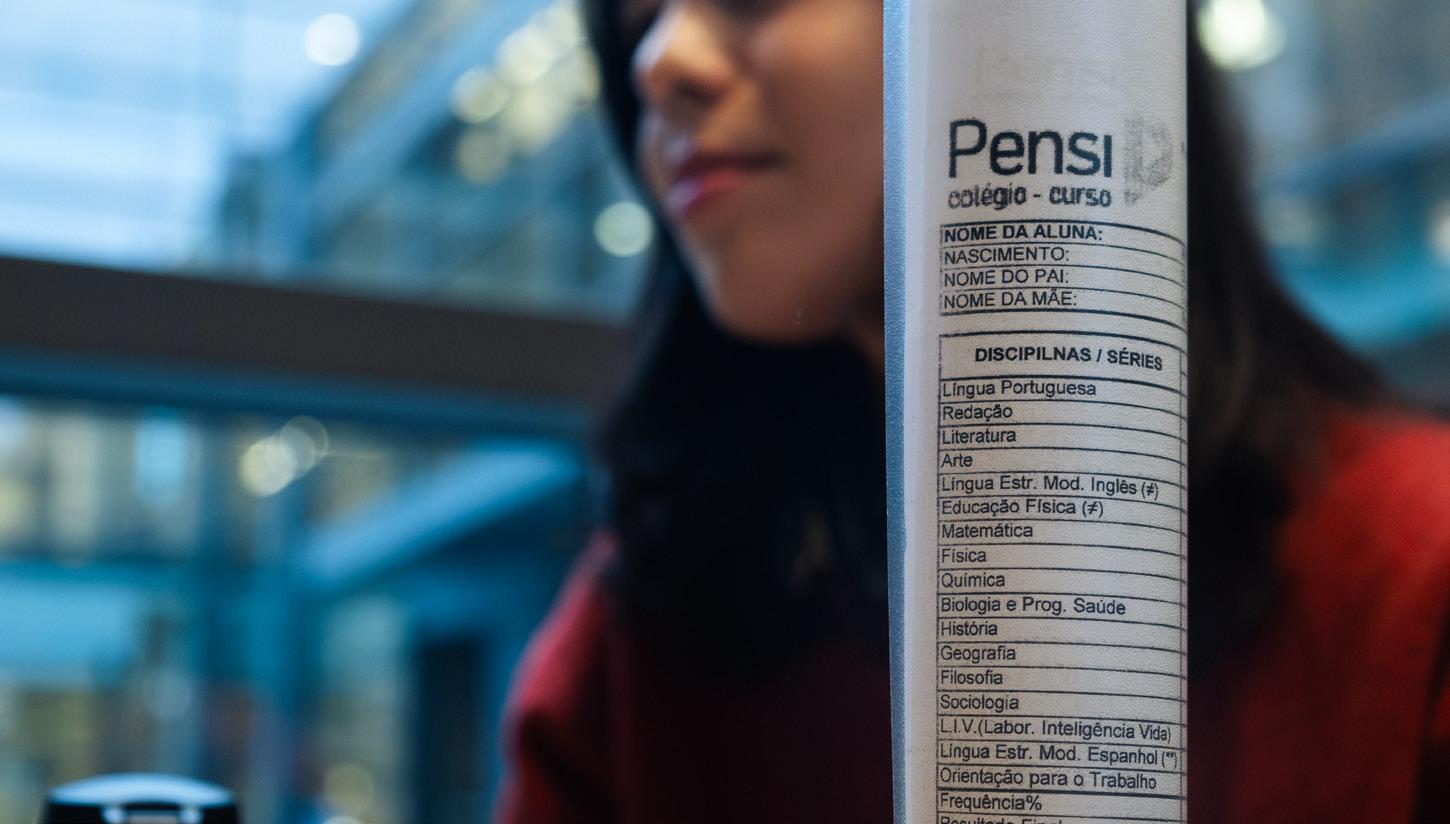 Pensi
colégio - curso
NOME DA ALUNA:
NASCIMENTO:
NOME DO PAI:
NOME DA MÃE:
DISCIPILNAS / SÉRIES
Língua Portuguesa
Redação
Literatura
Arte
Língua Estr. Mod. Inglês (≠)
Educação Física (≠)
Matemática
Física
Química
Biologia e Prog. Saúde
História
Geografia
Filosofia
Sociologia
L.I.V.(Labor. Inteligência Vida)
Língua Estr. Mod. Espanhol (**)
Orientação para o Trabalho
Frequência%